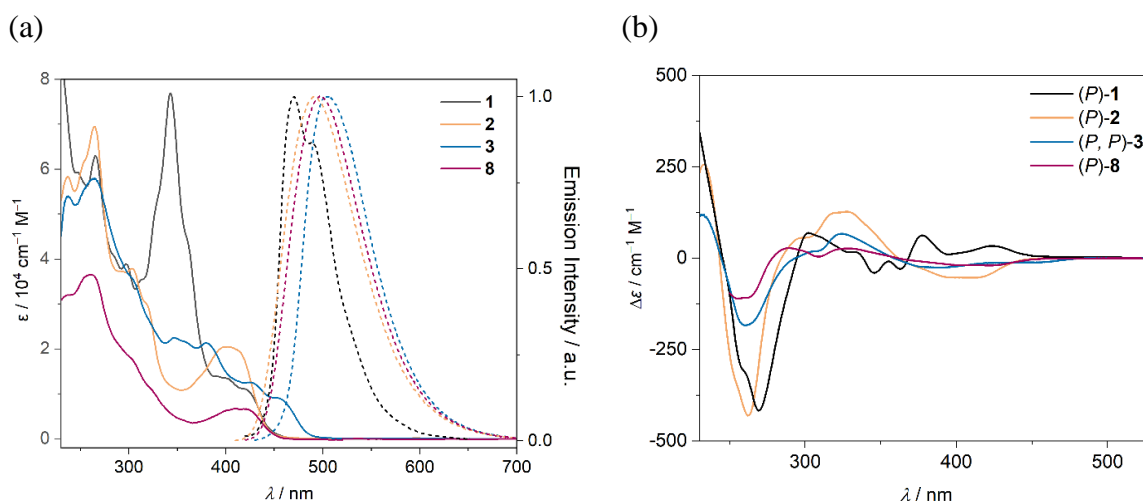 (a)
(b)
8
6
4
2
0
ε / 10⁴ cm⁻¹ M⁻¹
300
400
500
600
700
λ / nm
1.0
0.5
0.0
Emission Intensity / a.u.
1
2
3
8
500
250
0
-250
-500
Δε / cm⁻¹ M⁻¹
300
400
500
λ / nm
(P)-1
(P)-2
(P, P)-3
(P)-8